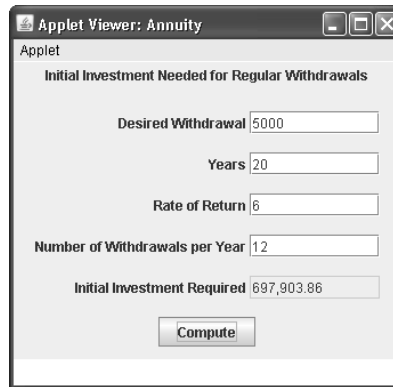 Applet Viewer: Annuity
Applet
Initial Investment Needed for Regular Withdrawals
Desired Withdrawal 5000
Years 20
Rate of Return 6
Number of Withdrawals per Year 12
Initial Investment Required 697,903.86
Compute